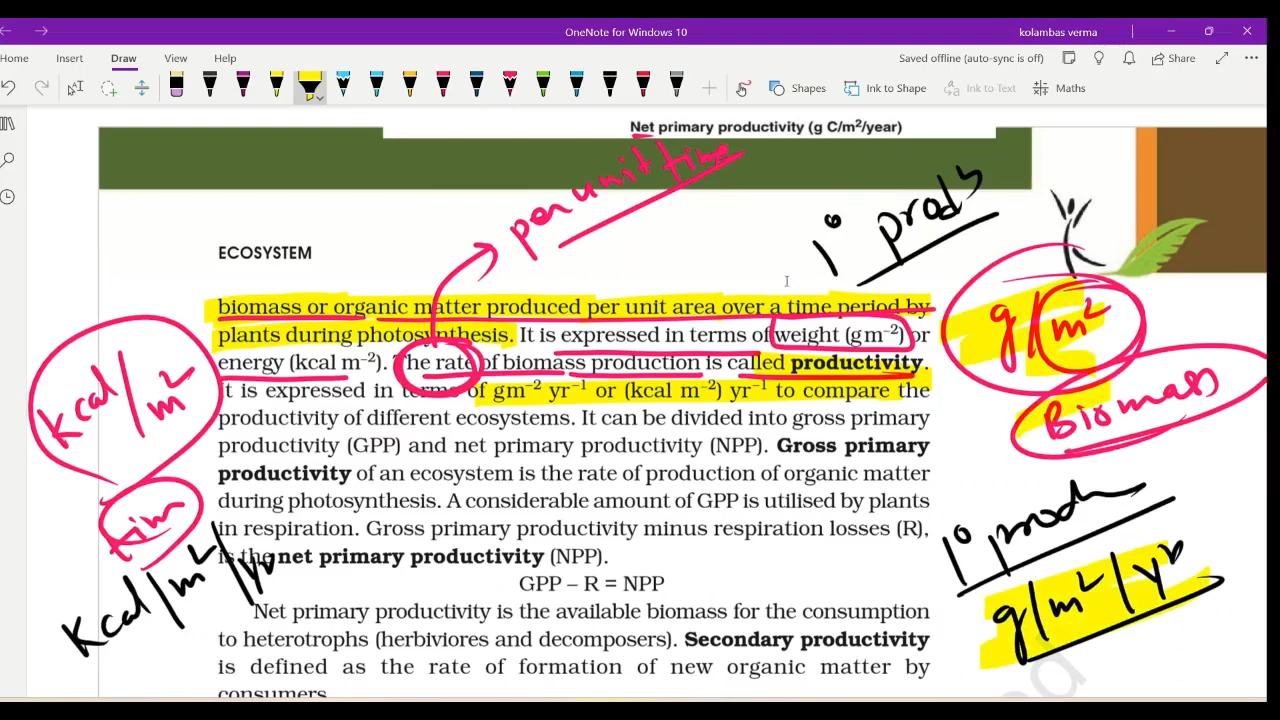 OneNote for Windows 10
kolambas verma
Home Insert Draw View Help
Saved offline (auto-sync is off)
Share
Shapes
Ink to Shape
Ink to Text
Maths
Net primary productivity (g C/m²/year)
per unit time
1° prod
ECOSYSTEM
biomass or organic matter produced per unit area over a time period by
plants during photosynthesis. It is expressed in terms of weight (gm⁻²) or
energy (kcal m⁻²). The rate of biomass production is called productivity.
It is expressed in terms of gm⁻² yr⁻¹ or (kcal m⁻²) yr⁻¹ to compare the
productivity of different ecosystems. It can be divided into gross primary
productivity (GPP) and net primary productivity (NPP). Gross primary
productivity of an ecosystem is the rate of production of organic matter
during photosynthesis. A considerable amount of GPP is utilised by plants
in respiration. Gross primary productivity minus respiration losses (R),
is the net primary productivity (NPP).
GPP – R = NPP
Net primary productivity is the available biomass for the consumption
to heterotrophs (herbiviores and decomposers). Secondary productivity
is defined as the rate of formation of new organic matter by
consumers.
g/m²
Biomass
Kcal/m²
Kcal/m²/yr
1° prod
g/m²/yr